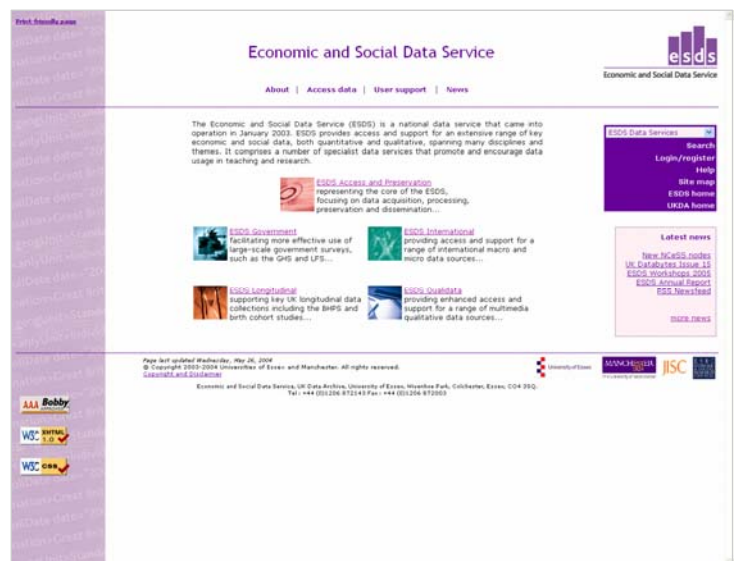 Print friendly page
Economic and Social Data Service
esds
Economic and Social Data Service
About | Access data | User support | News
The Economic and Social Data Service (ESDS) is a national data service that came into
operation in January 2003. ESDS provides access and support for an extensive range of key
economic and social data, both quantitative and qualitative, spanning many disciplines and
themes. It comprises a number of specialist data services that promote and encourage data
usage in teaching and research.
ESDS Access and Preservation
representing the core of the ESDS,
focusing on data acquisition, processing,
preservation and dissemination...
ESDS Government
facilitating more effective use of
large-scale government surveys,
such as the GHS and LFS...
ESDS International
providing access and support for a
range of international macro and
micro data sources...
ESDS Longitudinal
supporting key UK longitudinal data
collections including the BHPS and
birth cohort studies...
ESDS Qualidata
providing enhanced access and
support for a range of multimedia
qualitative data sources...
ESDS Data Services
Search
Login/register
Help
Site map
ESDS home
UKDA home
Latest news
New NCeSS nodes
UK Databytes Issue 15
ESDS Workshops 2005
ESDS Annual Report
RSS Newsfeed
more news
Page last updated Wednesday, May 26, 2004
© Copyright 2003-2004 Universities of Essex and Manchester. All rights reserved.
Copyright and Disclaimer
University of Essex
MANCHESTER
JISC
Economic and Social Data Service, UK Data Archive, University of Essex, Wivenhoe Park, Colchester, Essex, CO4 3SQ.
Tel: +44 (0)1206 872143 Fax: +44 (0)1206 872003
AAA Bobby
APPROVED
W3C XHTML
1.0
W3C css